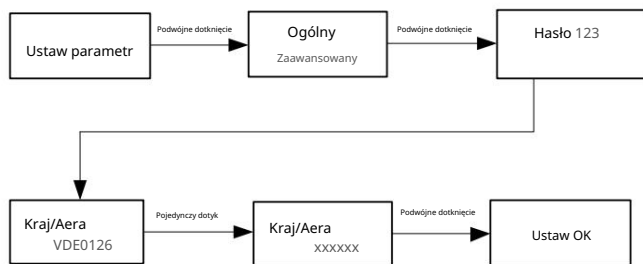 Ustaw parametr
Podwójne dotknięcie
Ogólny
Zaawansowany
Podwójne dotknięcie
Hasło 123
Kraj/Aera
VDE0126
Pojedynczy dotyk
Kraj/Aera
xxxxxx
Podwójne dotknięcie
Ustaw OK